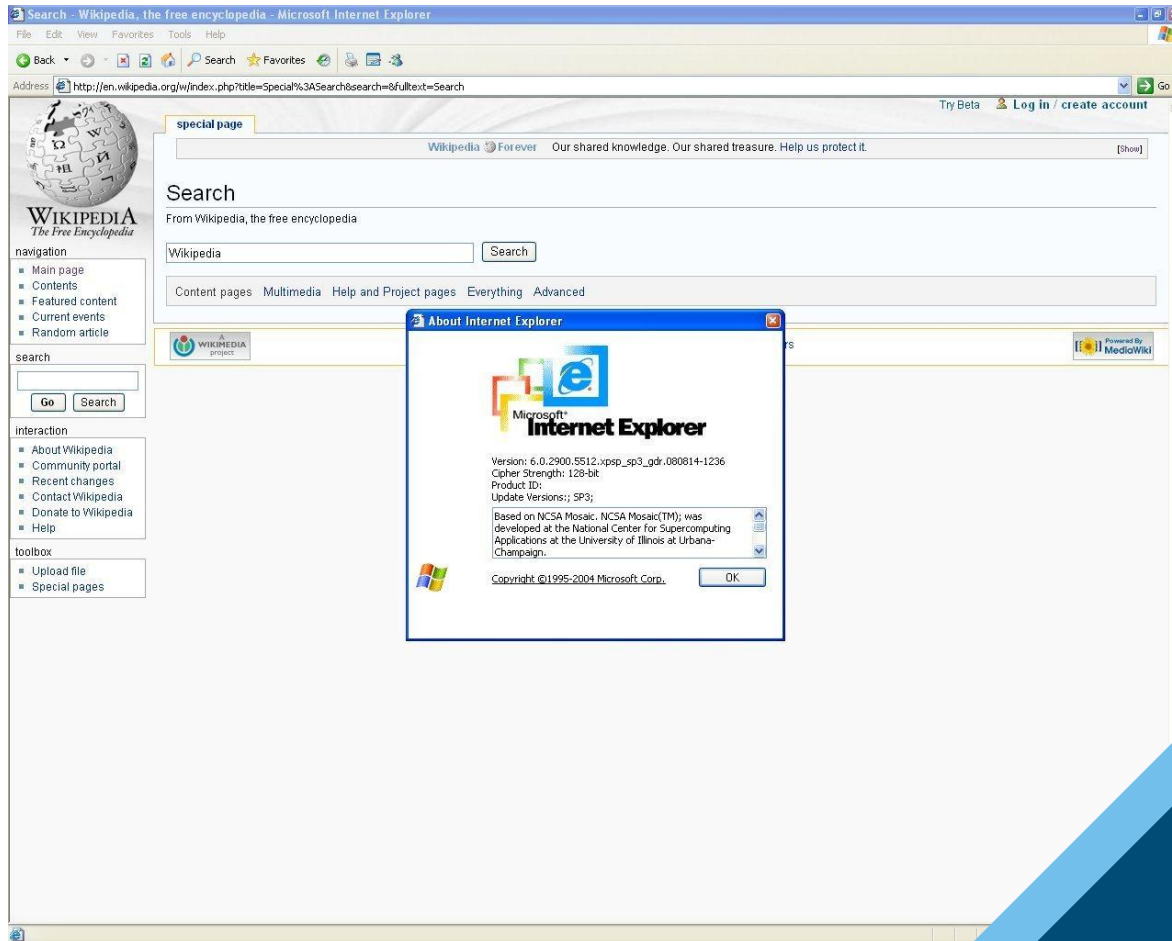 Search - Wikipedia, the free encyclopedia - Microsoft Internet Explorer
File Edit View Favorites Tools Help
Back Search Favorites
Address http://en.wikipedia.org/w/index.php?title=Special%3ASearch&search=&fulltext=Search Go
Try Beta Log in / create account
special page
Wikipedia Forever Our shared knowledge. Our shared treasure. Help us protect it. [Show]
Search
From Wikipedia, the free encyclopedia
Wikipedia Search
Content pages Multimedia Help and Project pages Everything Advanced
WIKIPEDIA
The Free Encyclopedia
navigation
Main page
Contents
Featured content
Current events
Random article
search
Go Search
interaction
About Wikipedia
Community portal
Recent changes
Contact Wikipedia
Donate to Wikipedia
Help
toolbox
Upload file
Special pages
A
WIKIMEDIA
project
rs
Powered By
MediaWiki
About Internet Explorer
Microsoft
Internet Explorer
Version: 6.0.2900.5512.xpsp_sp3_gdr.080814-1236
Cipher Strength: 128-bit
Product ID:
Update Versions:; SP3;
Based on NCSA Mosaic. NCSA Mosaic(TM); was
developed at the National Center for Supercomputing
Applications at the University of Illinois at Urbana-
Champaign.
Copyright ©1995-2004 Microsoft Corp. OK